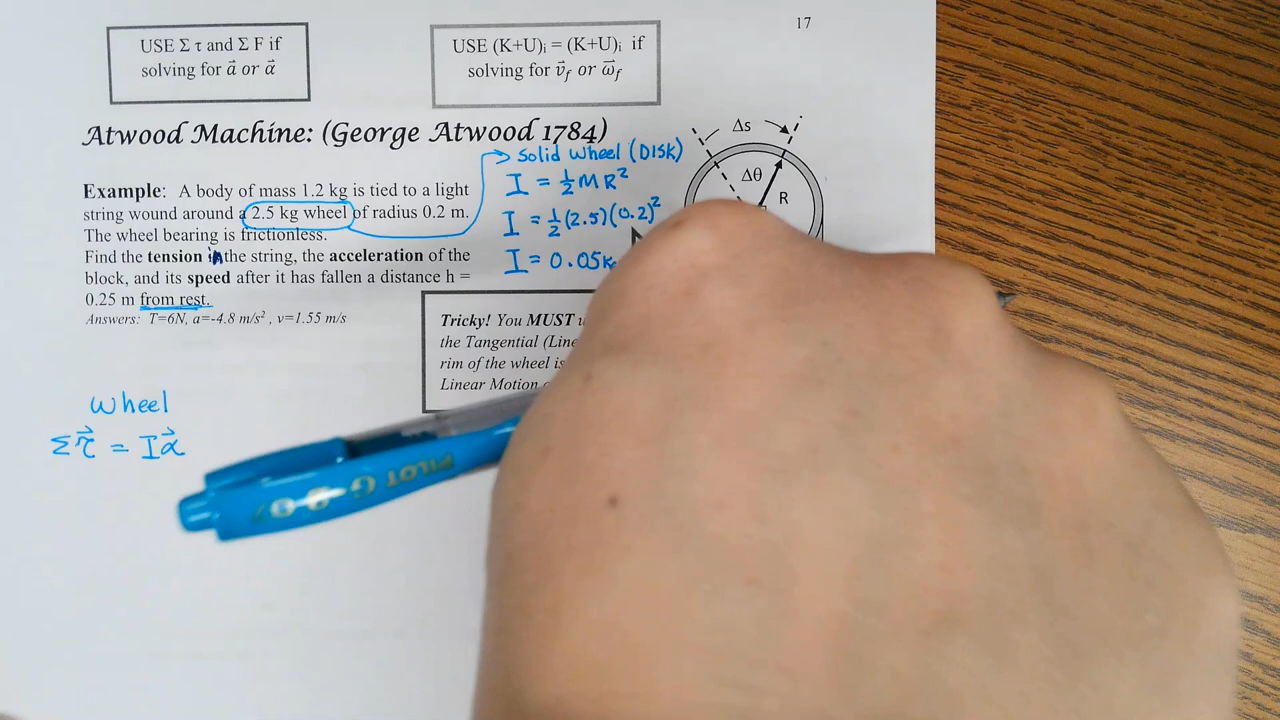 17
USE Σ τ and Σ F if
solving for a⃗ or α⃗
USE (K+U)i = (K+U)i if
solving for v⃗f or ω⃗f
Atwood Machine: (George Atwood 1784)
Solid Wheel (DISK)
I = ½MR²
I = ½(2.5)(0.2)²
I = 0.05
Example: A body of mass 1.2 kg is tied to a light
string wound around a 2.5 kg wheel of radius 0.2 m.
The wheel bearing is frictionless.
Find the tension in the string, the acceleration of the
block, and its speed after it has fallen a distance h =
0.25 m from rest.
Answers: T=6N, a=-4.8 m/s² , v=1.55 m/s
Δs
Δθ
R
Tricky! You MUST
the Tangential
rim of the wheel is
Linear Motion
Wheel
Στ⃗ = Iα⃗
PILOT G-2 07